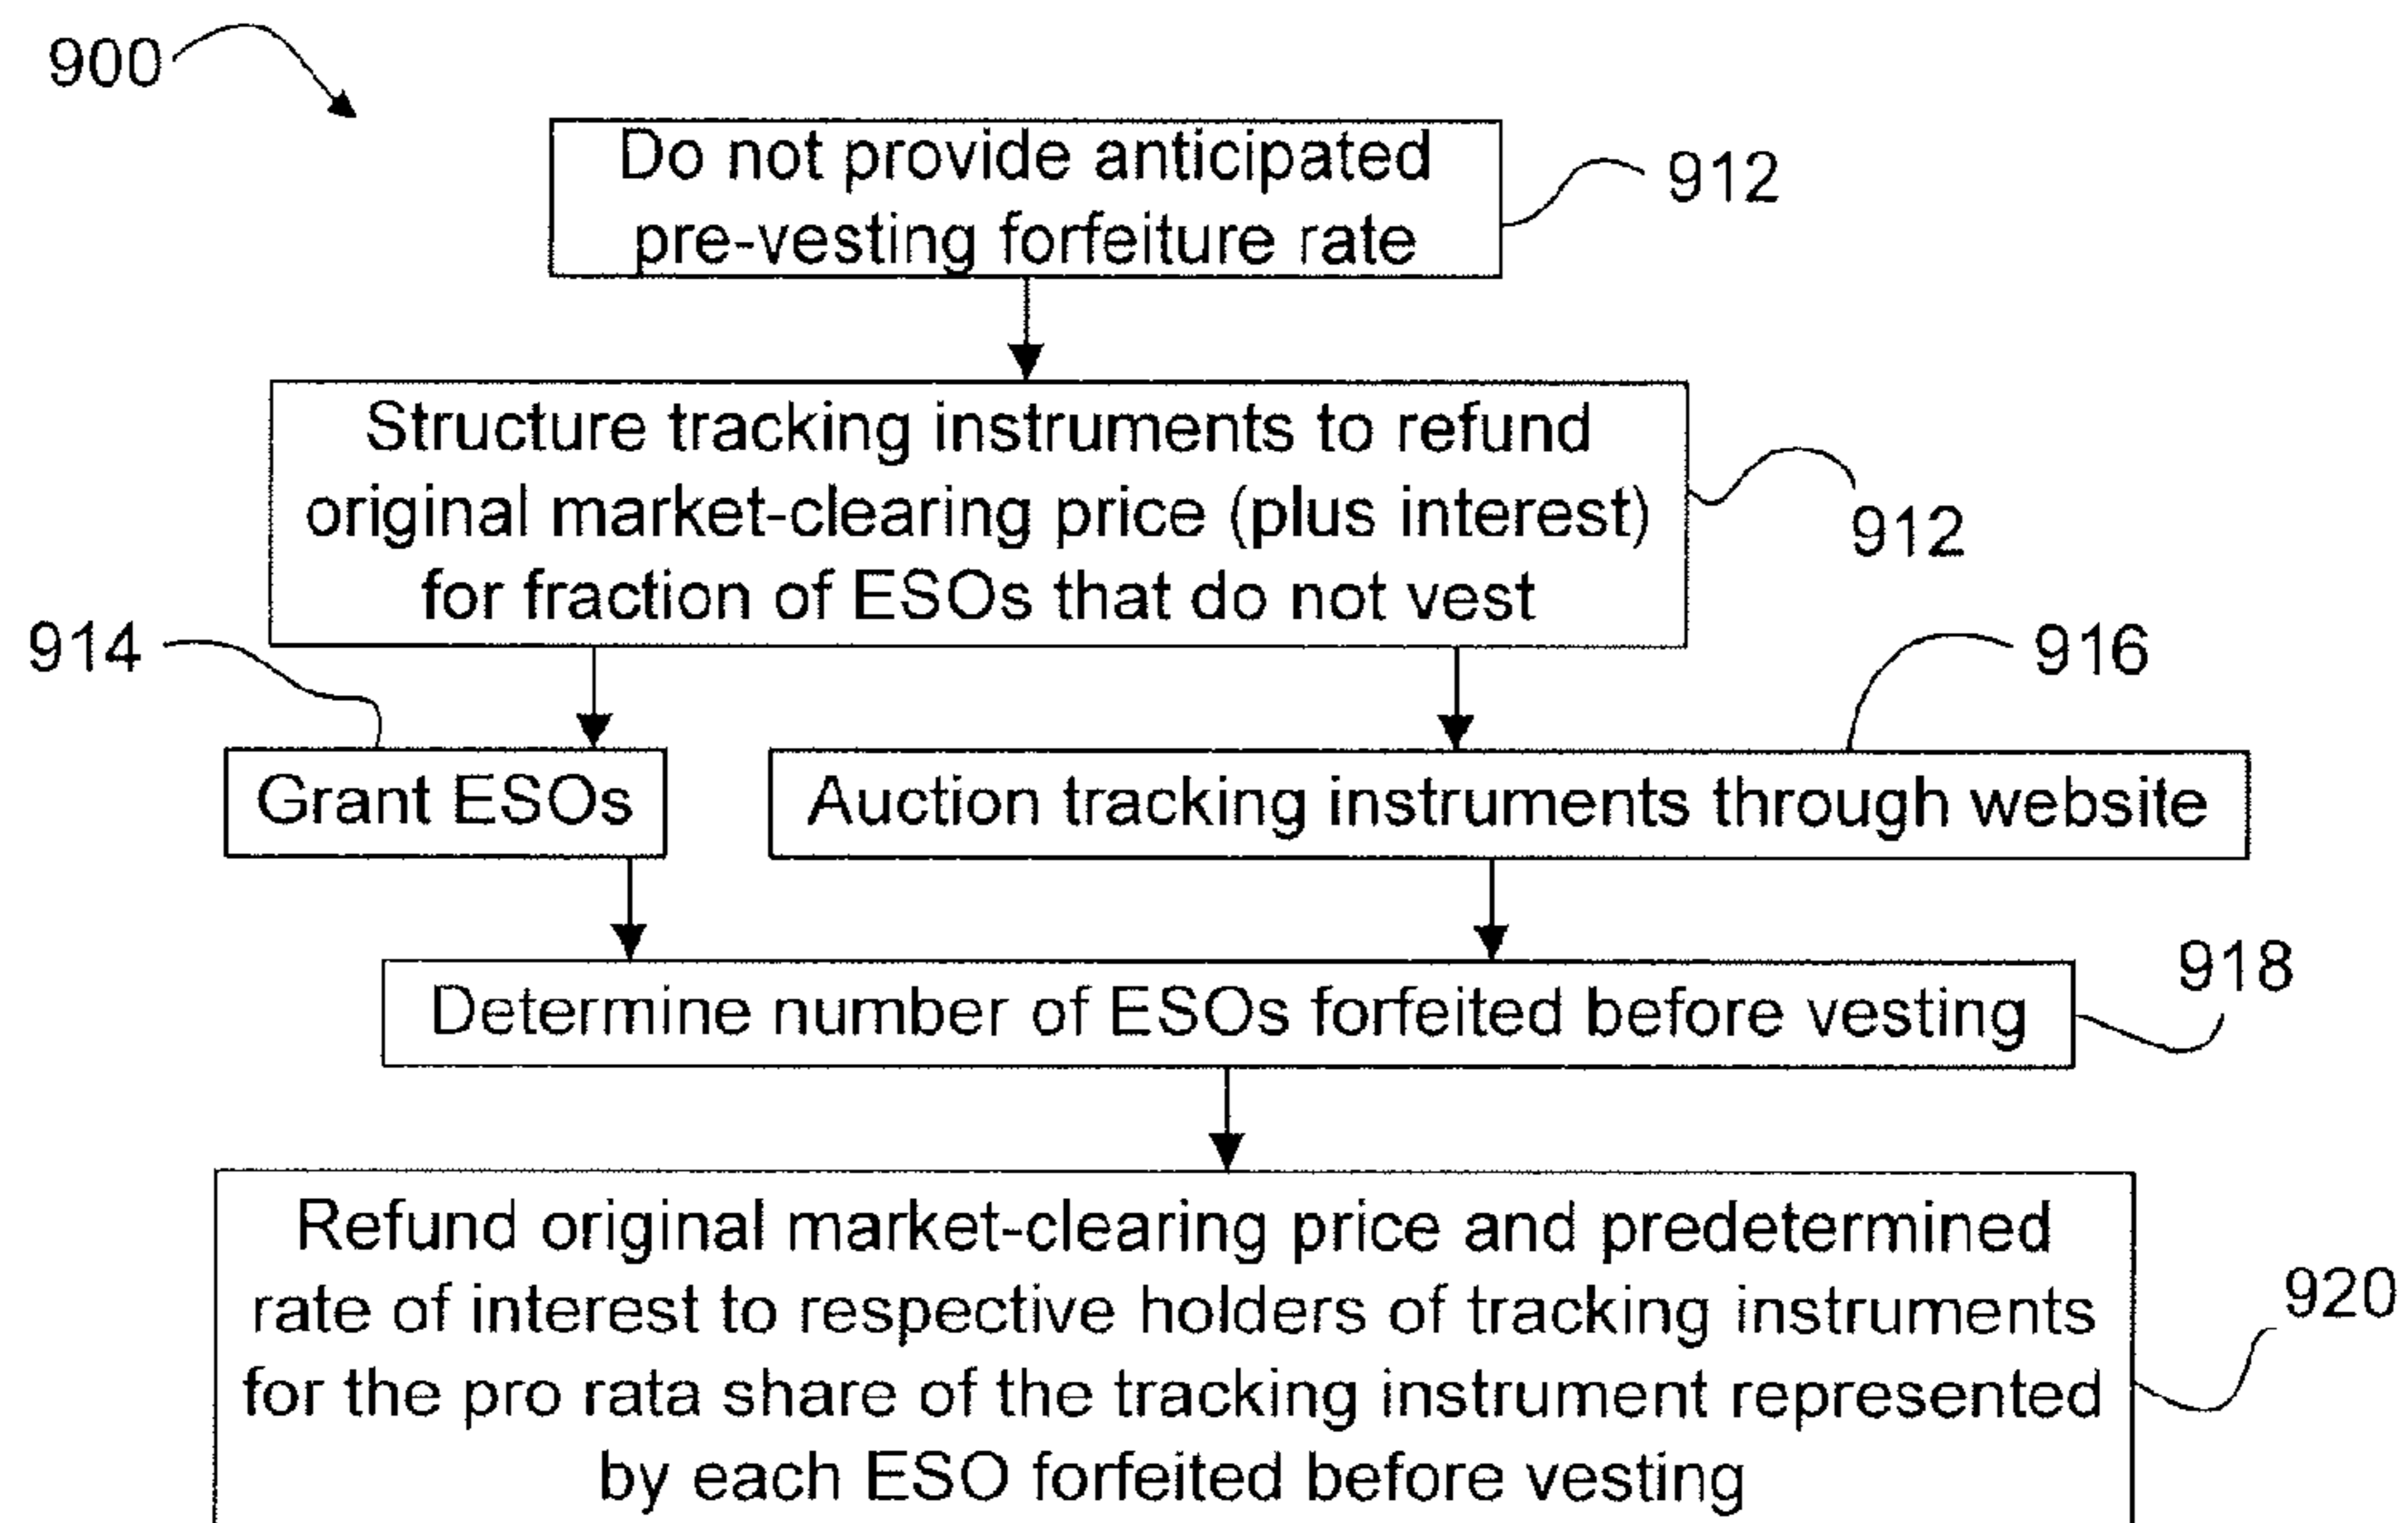 900
Do not provide anticipated
pre-vesting forfeiture rate
912
Structure tracking instruments to refund
original market-clearing price (plus interest)
for fraction of ESOs that do not vest
912
914
916
Grant ESOs
Auction tracking instruments through website
918
Determine number of ESOs forfeited before vesting
Refund original market-clearing price and predetermined
rate of interest to respective holders of tracking instruments
for the pro rata share of the tracking instrument represented
by each ESO forfeited before vesting
920